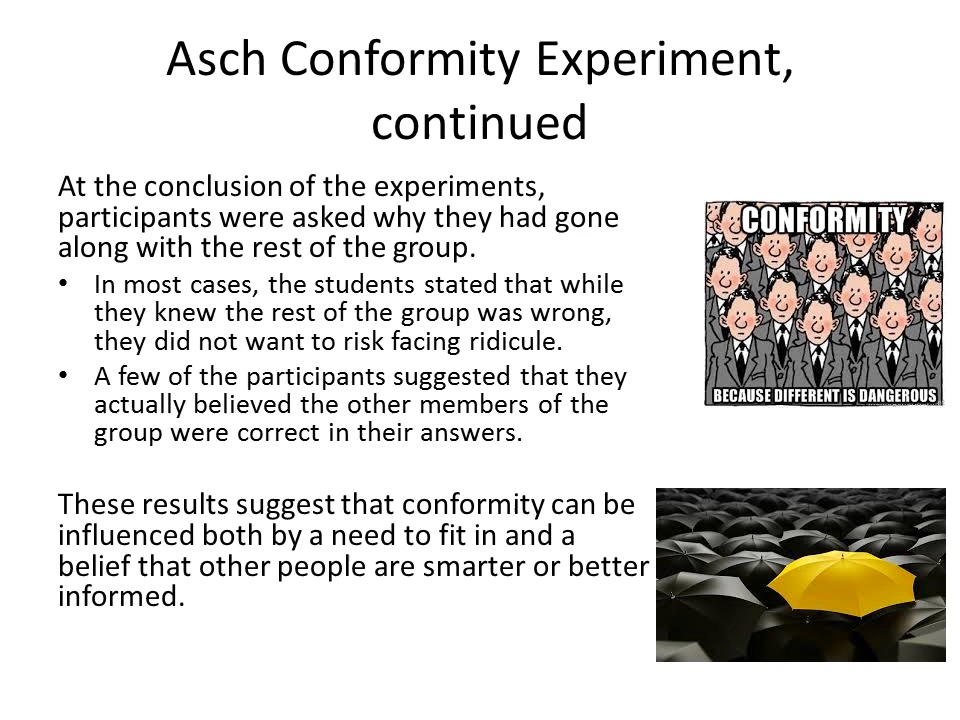 Asch Conformity Experiment,
continued
At the conclusion of the experiments,
participants were asked why they had gone
along with the rest of the group.
• In most cases, the students stated that while
they knew the rest of the group was wrong,
they did not want to risk facing ridicule.
• A few of the participants suggested that they
actually believed the other members of the
group were correct in their answers.
These results suggest that conformity can be
influenced both by a need to fit in and a
belief that other people are smarter or better
informed.
CONFORMITY
BECAUSE DIFFERENT IS DANGEROUS